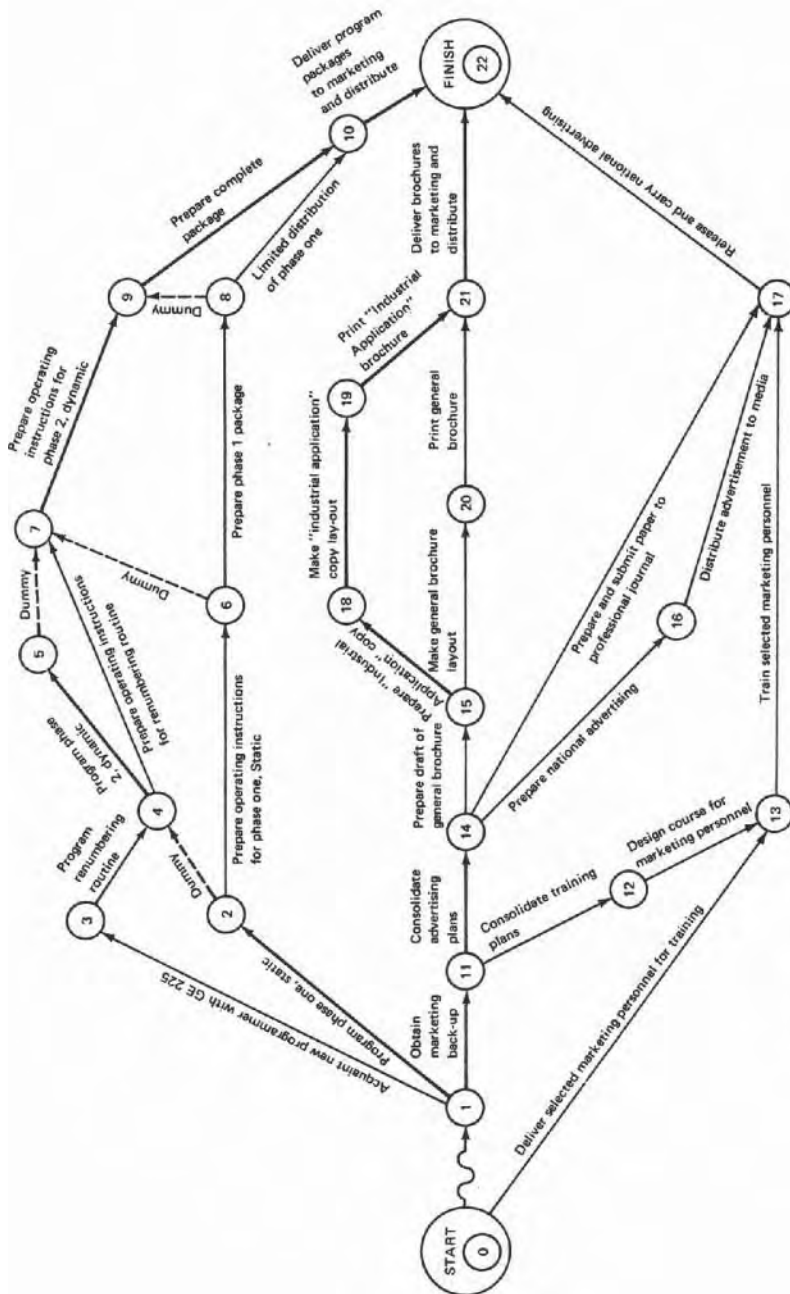 START
0
1
Acquaint new programmer with GE 225
3
Program
renumbering
routine
4
Program phase one, static
2
Dummy
Program phase
2, dynamic
5
Dummy
Prepare operating instructions
for renumbering routine
7
Prepare operating
instructions for
phase 2, dynamic
9
Prepare complete
package
10
Deliver program
packages
to marketing
and distribute
Prepare operating instructions
for phase one, Static
6
Dummy
Prepare phase 1 package
8
Dummy
Limited distribution
of phase one
Obtain
marketing
back-up
11
Consolidate
advertising
plans
14
Prepare draft of
general brochure
15
Prepare "Industrial
Application" copy
18
Make "industrial application"
copy lay-out
19
Print "Industrial
Application"
brochure
Make general brochure
layout
20
Print general
brochure
21
Deliver brochures
to marketing and
distribute
FINISH
22
Consolidate training
plans
12
Design course for
marketing personnel
13
Deliver selected marketing personnel for training
Prepare and submit paper to
professional journal
Prepare national advertising
16
Distribute advertisement to media
Train selected marketing personnel
17
Release and carry national advertising